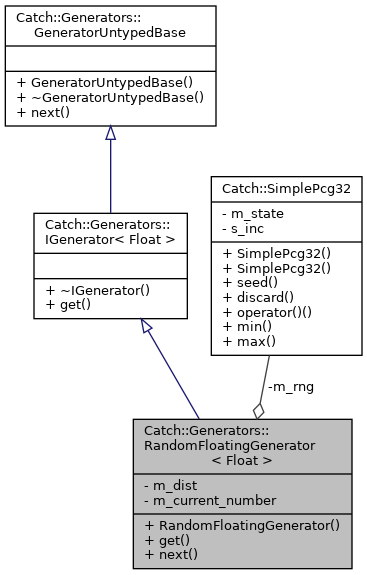 Catch::Generators::
GeneratorUntypedBase
+ GeneratorUntypedBase()
+ ~GeneratorUntypedBase()
+ next()
Catch::Generators::
IGenerator< Float >
+ ~IGenerator()
+ get()
Catch::SimplePcg32
- m_state
- s_inc
+ SimplePcg32()
+ SimplePcg32()
+ seed()
+ discard()
+ operator()()
+ min()
+ max()
-m_rng
Catch::Generators::
RandomFloatingGenerator
< Float >
- m_dist
- m_current_number
+ RandomFloatingGenerator()
+ get()
+ next()